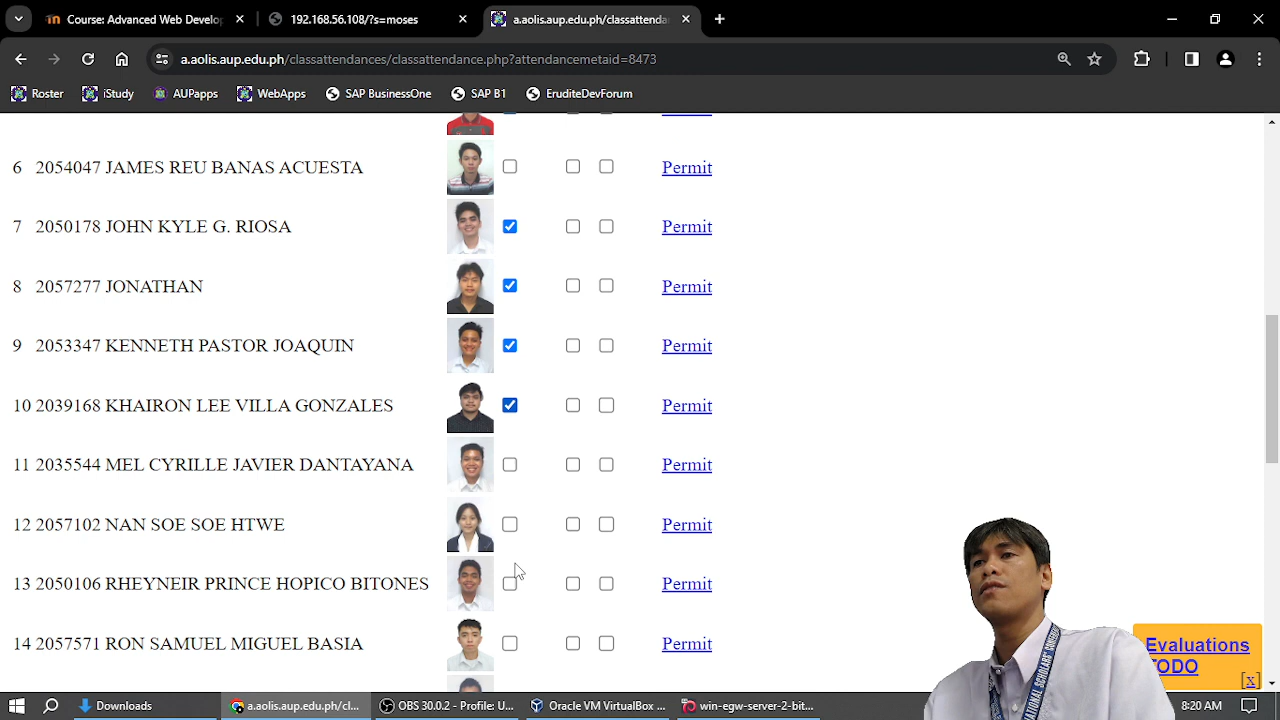 Course: Advanced Web Develop
192.168.56.108/?s=moses
a.aolis.aup.edu.ph/classattenda
a.aolis.aup.edu.ph/classattendances/classattendance.php?attendancemetaid=8473
Roster iStudy AUPapps WebApps SAP BusinessOne SAP B1 EruditeDevForum
Permit
6 2054047 JAMES REU BANAS ACUESTA Permit
7 2050178 JOHN KYLE G. RIOSA Permit
8 2057277 JONATHAN Permit
9 2053347 KENNETH PASTOR JOAQUIN Permit
10 2039168 KHAIRON LEE VILLA GONZALES Permit
11 2035544 MEL CYRILLE JAVIER DANTAYANA Permit
12 2057102 NAN SOE SOE HTWE Permit
13 2050106 RHEYNEIR PRINCE HOPICO BITONES Permit
14 2057571 RON SAMUEL MIGUEL BASIA Permit
Evaluations
TODO
[x]
Downloads a.aolis.aup.edu.ph/cl... OBS 30.0.2 - Profile: U... Oracle VM VirtualBox ... win-egw-server2-2-bit... 8:20 AM